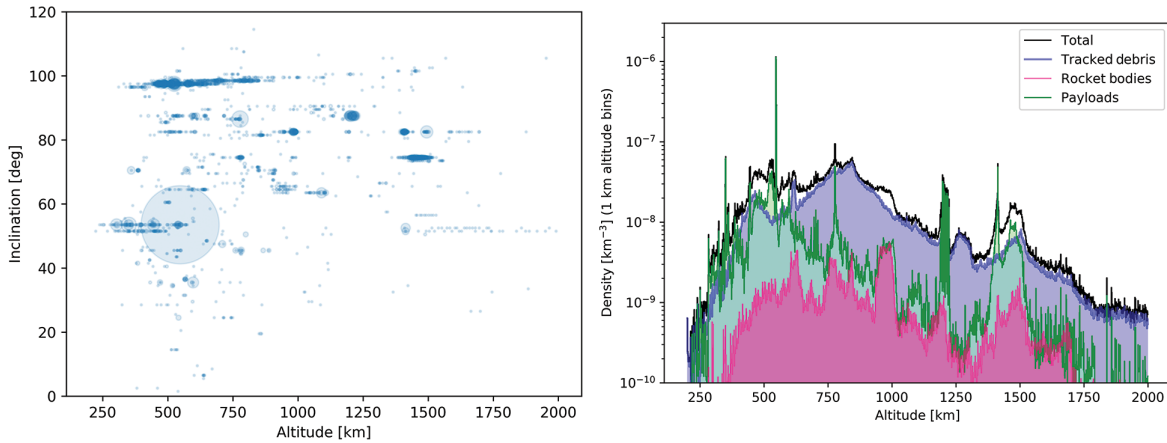 120
100
80
60
40
20
0
Inclination [deg]
250 500 750 1000 1250 1500 1750 2000
Altitude [km]
Total
Tracked debris
Rocket bodies
Payloads
10⁻⁶
10⁻⁷
10⁻⁸
10⁻⁹
10⁻¹⁰
Density [km⁻³] (1 km altitude bins)
250 500 750 1000 1250 1500 1750 2000
Altitude [km]